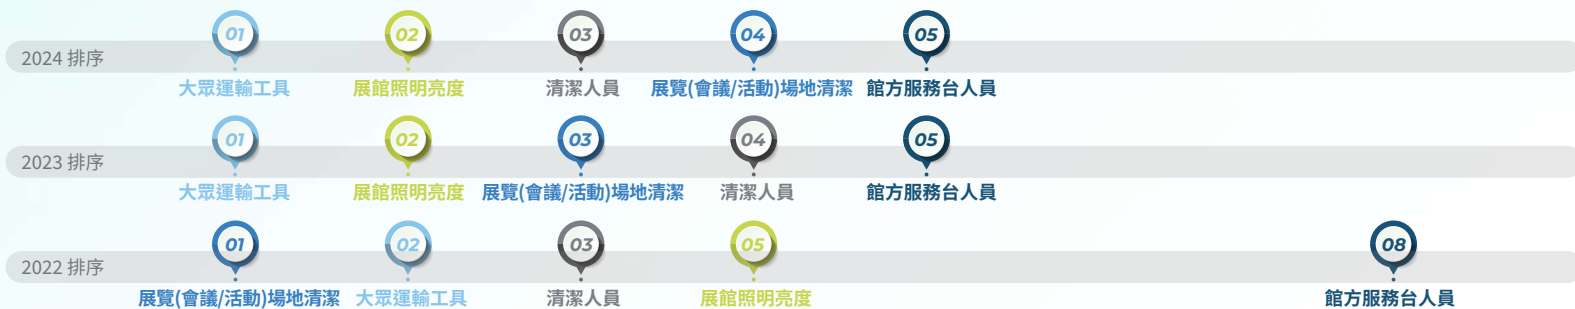 01 02 03 04 05
2024 排序
大眾運輸工具 展館照明亮度 清潔人員 展覽(會議/活動)場地清潔 館方服務台人員
01 02 03 04 05
2023 排序
大眾運輸工具 展館照明亮度 展覽(會議/活動)場地清潔 清潔人員 館方服務台人員
01 02 03 05 08
2022 排序
展覽(會議/活動)場地清潔 大眾運輸工具 清潔人員 展館照明亮度 館方服務台人員